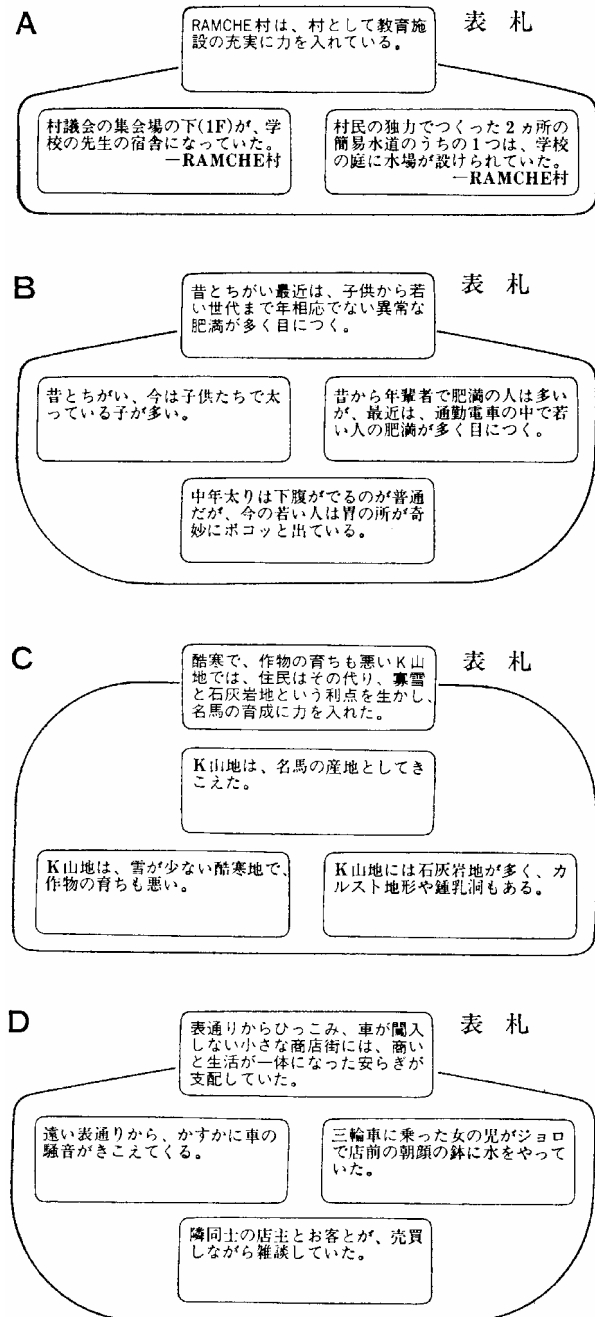 A
表 札
RAMCHE村は、村として教育施
設の充実に力を入れている。
村議会の集会場の下(1F)が、学
校の先生の宿舎になっていた。
―RAMCHE村
村民の独力でつくった2ヵ所の
簡易水道のうちの1つは、学校
の庭に水場が設けられていた。
―RAMCHE村
B
表 札
昔とちがい最近は、子供から若
い世代まで年相応でない異常な
肥満が多く目につく。
昔とちがい、今は子供たちで太
っている子が多い。
昔から年輩者で肥満の人は多い
が、最近は、通勤電車の中で若
い人の肥満が多く目につく。
中年太りは下腹がでるのが普通
だが、今の若い人は胃の所が奇
妙にボコッと出ている。
C
表 札
酷寒で、作物の育ちも悪いK山
地では、住民はその代り、寡雪
と石灰岩地という利点を生かし、
名馬の育成に力を入れた。
K山地は、名馬の産地としてき
こえた。
K山地は、雪が少ない酷寒地で、
作物の育ちも悪い。
K山地には石灰岩地が多く、カ
ルスト地形や鍾乳洞もある。
D
表 札
表通りからひっこみ、車が闖入
しない小さな商店街には、商い
と生活が一体になった安らぎが
支配していた。
遠い表通りから、かすかに車の
騒音がきこえてくる。
三輪車に乗った女の児がジョロ
で店前の朝顔の鉢に水をやって
いた。
隣同士の店主とお客とが、売買
しながら雑談していた。